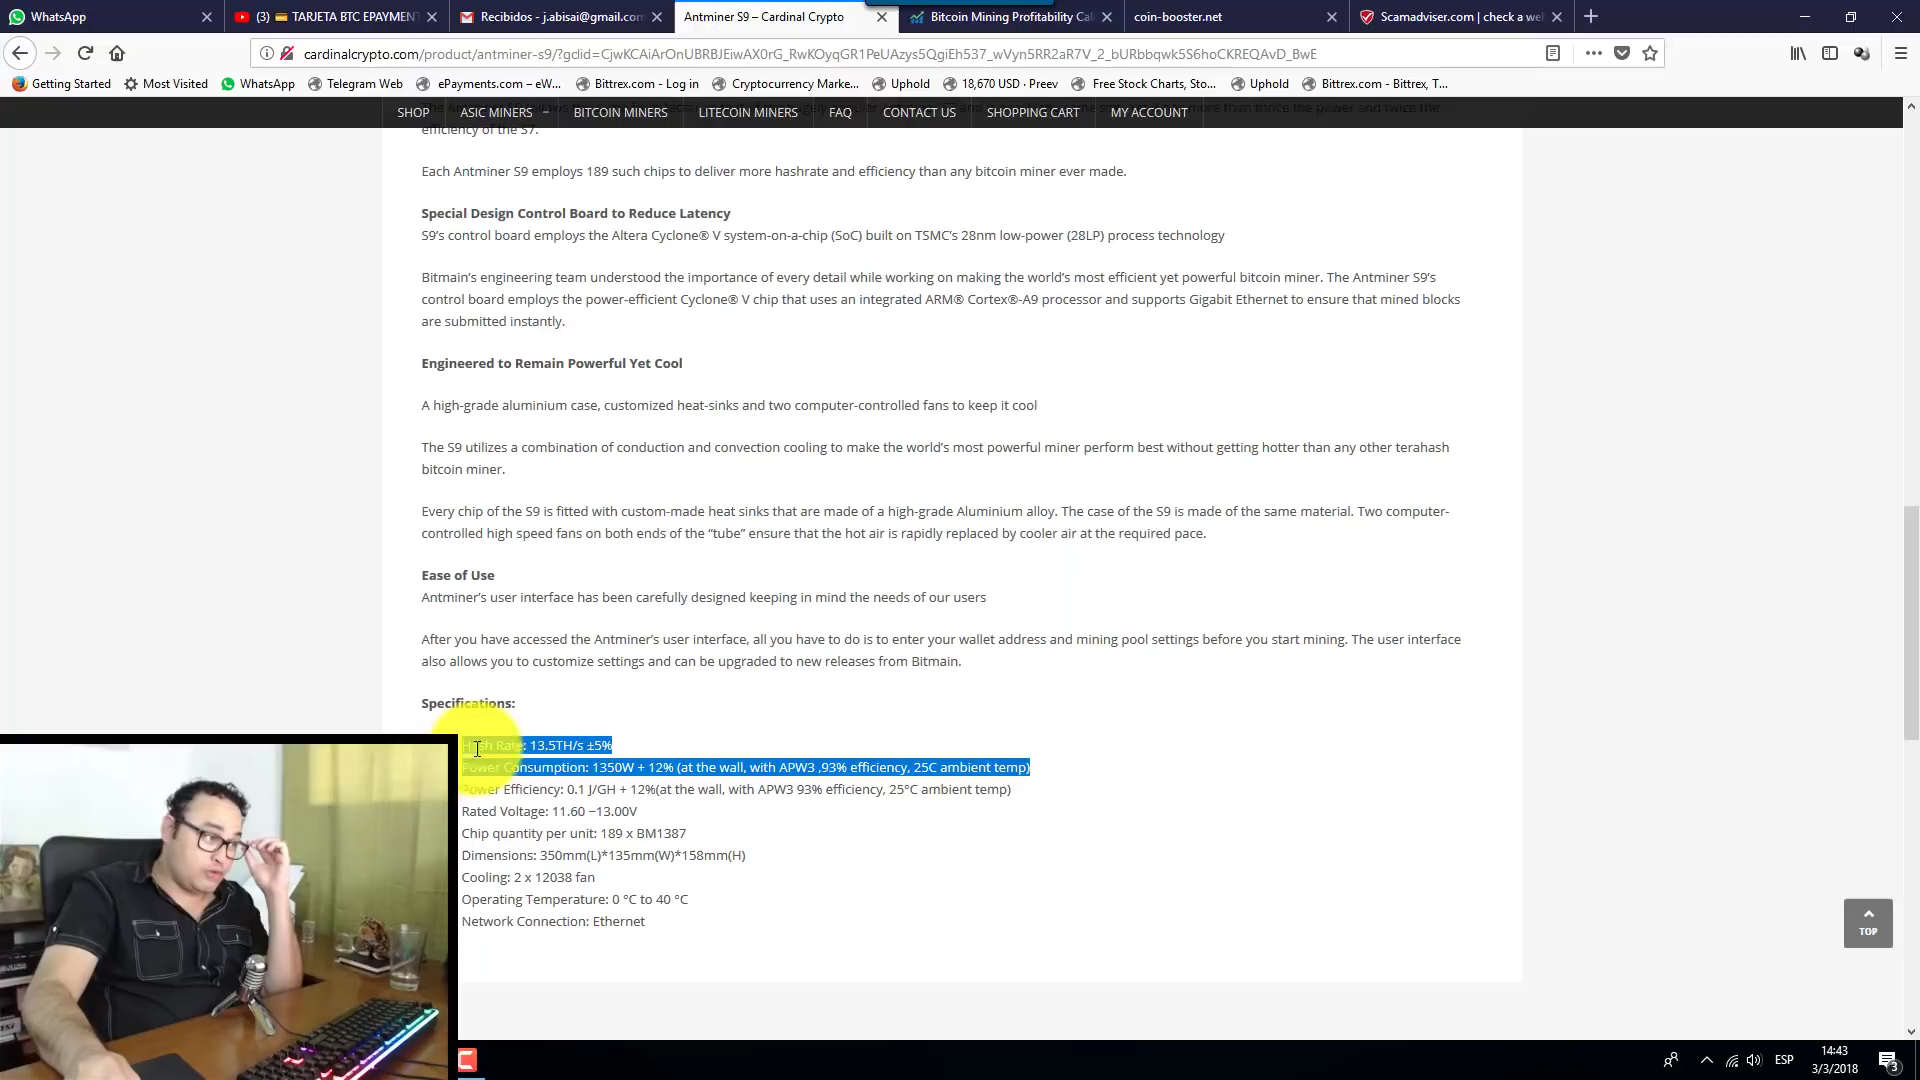 WhatsApp
(3) 💳 TARJETA BTC EPAYMENT
Recibidos - j.abisai@gmail.com
Antminer S9 – Cardinal Crypto
Bitcoin Mining Profitability Cal
coin-booster.net
Scamadviser.com | check a we
cardinalcrypto.com/product/antminer-s9/?gclid=CjwKCAiArOnUBRBJEiwAX0rG_RwKOyqGR1PeUAzys5QgiEh537_wVyn5RR2aR7V_2_bURbbqwk5S6hoCKREQAvD_BwE
Getting Started
Most Visited
WhatsApp
Telegram Web
ePayments.com – eW...
Bittrex.com - Log in
Cryptocurrency Marke...
Uphold
18,670 USD · Preev
Free Stock Charts, Sto...
Uphold
Bittrex.com - Bittrex, T...
SHOP
ASIC MINERS
BITCOIN MINERS
LITECOIN MINERS
FAQ
CONTACT US
SHOPPING CART
MY ACCOUNT
efficiency of the S7.
Each Antminer S9 employs 189 such chips to deliver more hashrate and efficiency than any bitcoin miner ever made.
Special Design Control Board to Reduce Latency
S9’s control board employs the Altera Cyclone® V system-on-a-chip (SoC) built on TSMC’s 28nm low-power (28LP) process technology
Bitmain’s engineering team understood the importance of every detail while working on making the world’s most efficient yet powerful bitcoin miner. The Antminer S9’s
control board employs the power-efficient Cyclone® V chip that uses an integrated ARM® Cortex®-A9 processor and supports Gigabit Ethernet to ensure that mined blocks
are submitted instantly.
Engineered to Remain Powerful Yet Cool
A high-grade aluminium case, customized heat-sinks and two computer-controlled fans to keep it cool
The S9 utilizes a combination of conduction and convection cooling to make the world’s most powerful miner perform best without getting hotter than any other terahash
bitcoin miner.
Every chip of the S9 is fitted with custom-made heat sinks that are made of a high-grade Aluminium alloy. The case of the S9 is made of the same material. Two computer-
controlled high speed fans on both ends of the “tube” ensure that the hot air is rapidly replaced by cooler air at the required pace.
Ease of Use
Antminer’s user interface has been carefully designed keeping in mind the needs of our users
After you have accessed the Antminer’s user interface, all you have to do is to enter your wallet address and mining pool settings before you start mining. The user interface
also allows you to customize settings and can be upgraded to new releases from Bitmain.
Specifications:
Hash Rate: 13.5TH/s ±5%
Power Consumption: 1350W + 12% (at the wall, with APW3 ,93% efficiency, 25C ambient temp)
Power Efficiency: 0.1 J/GH + 12%(at the wall, with APW3 93% efficiency, 25°C ambient temp)
Rated Voltage: 11.60 ~13.00V
Chip quantity per unit: 189 x BM1387
Dimensions: 350mm(L)*135mm(W)*158mm(H)
Cooling: 2 x 12038 fan
Operating Temperature: 0 °C to 40 °C
Network Connection: Ethernet
TOP
ESP
14:43
3/3/2018
3